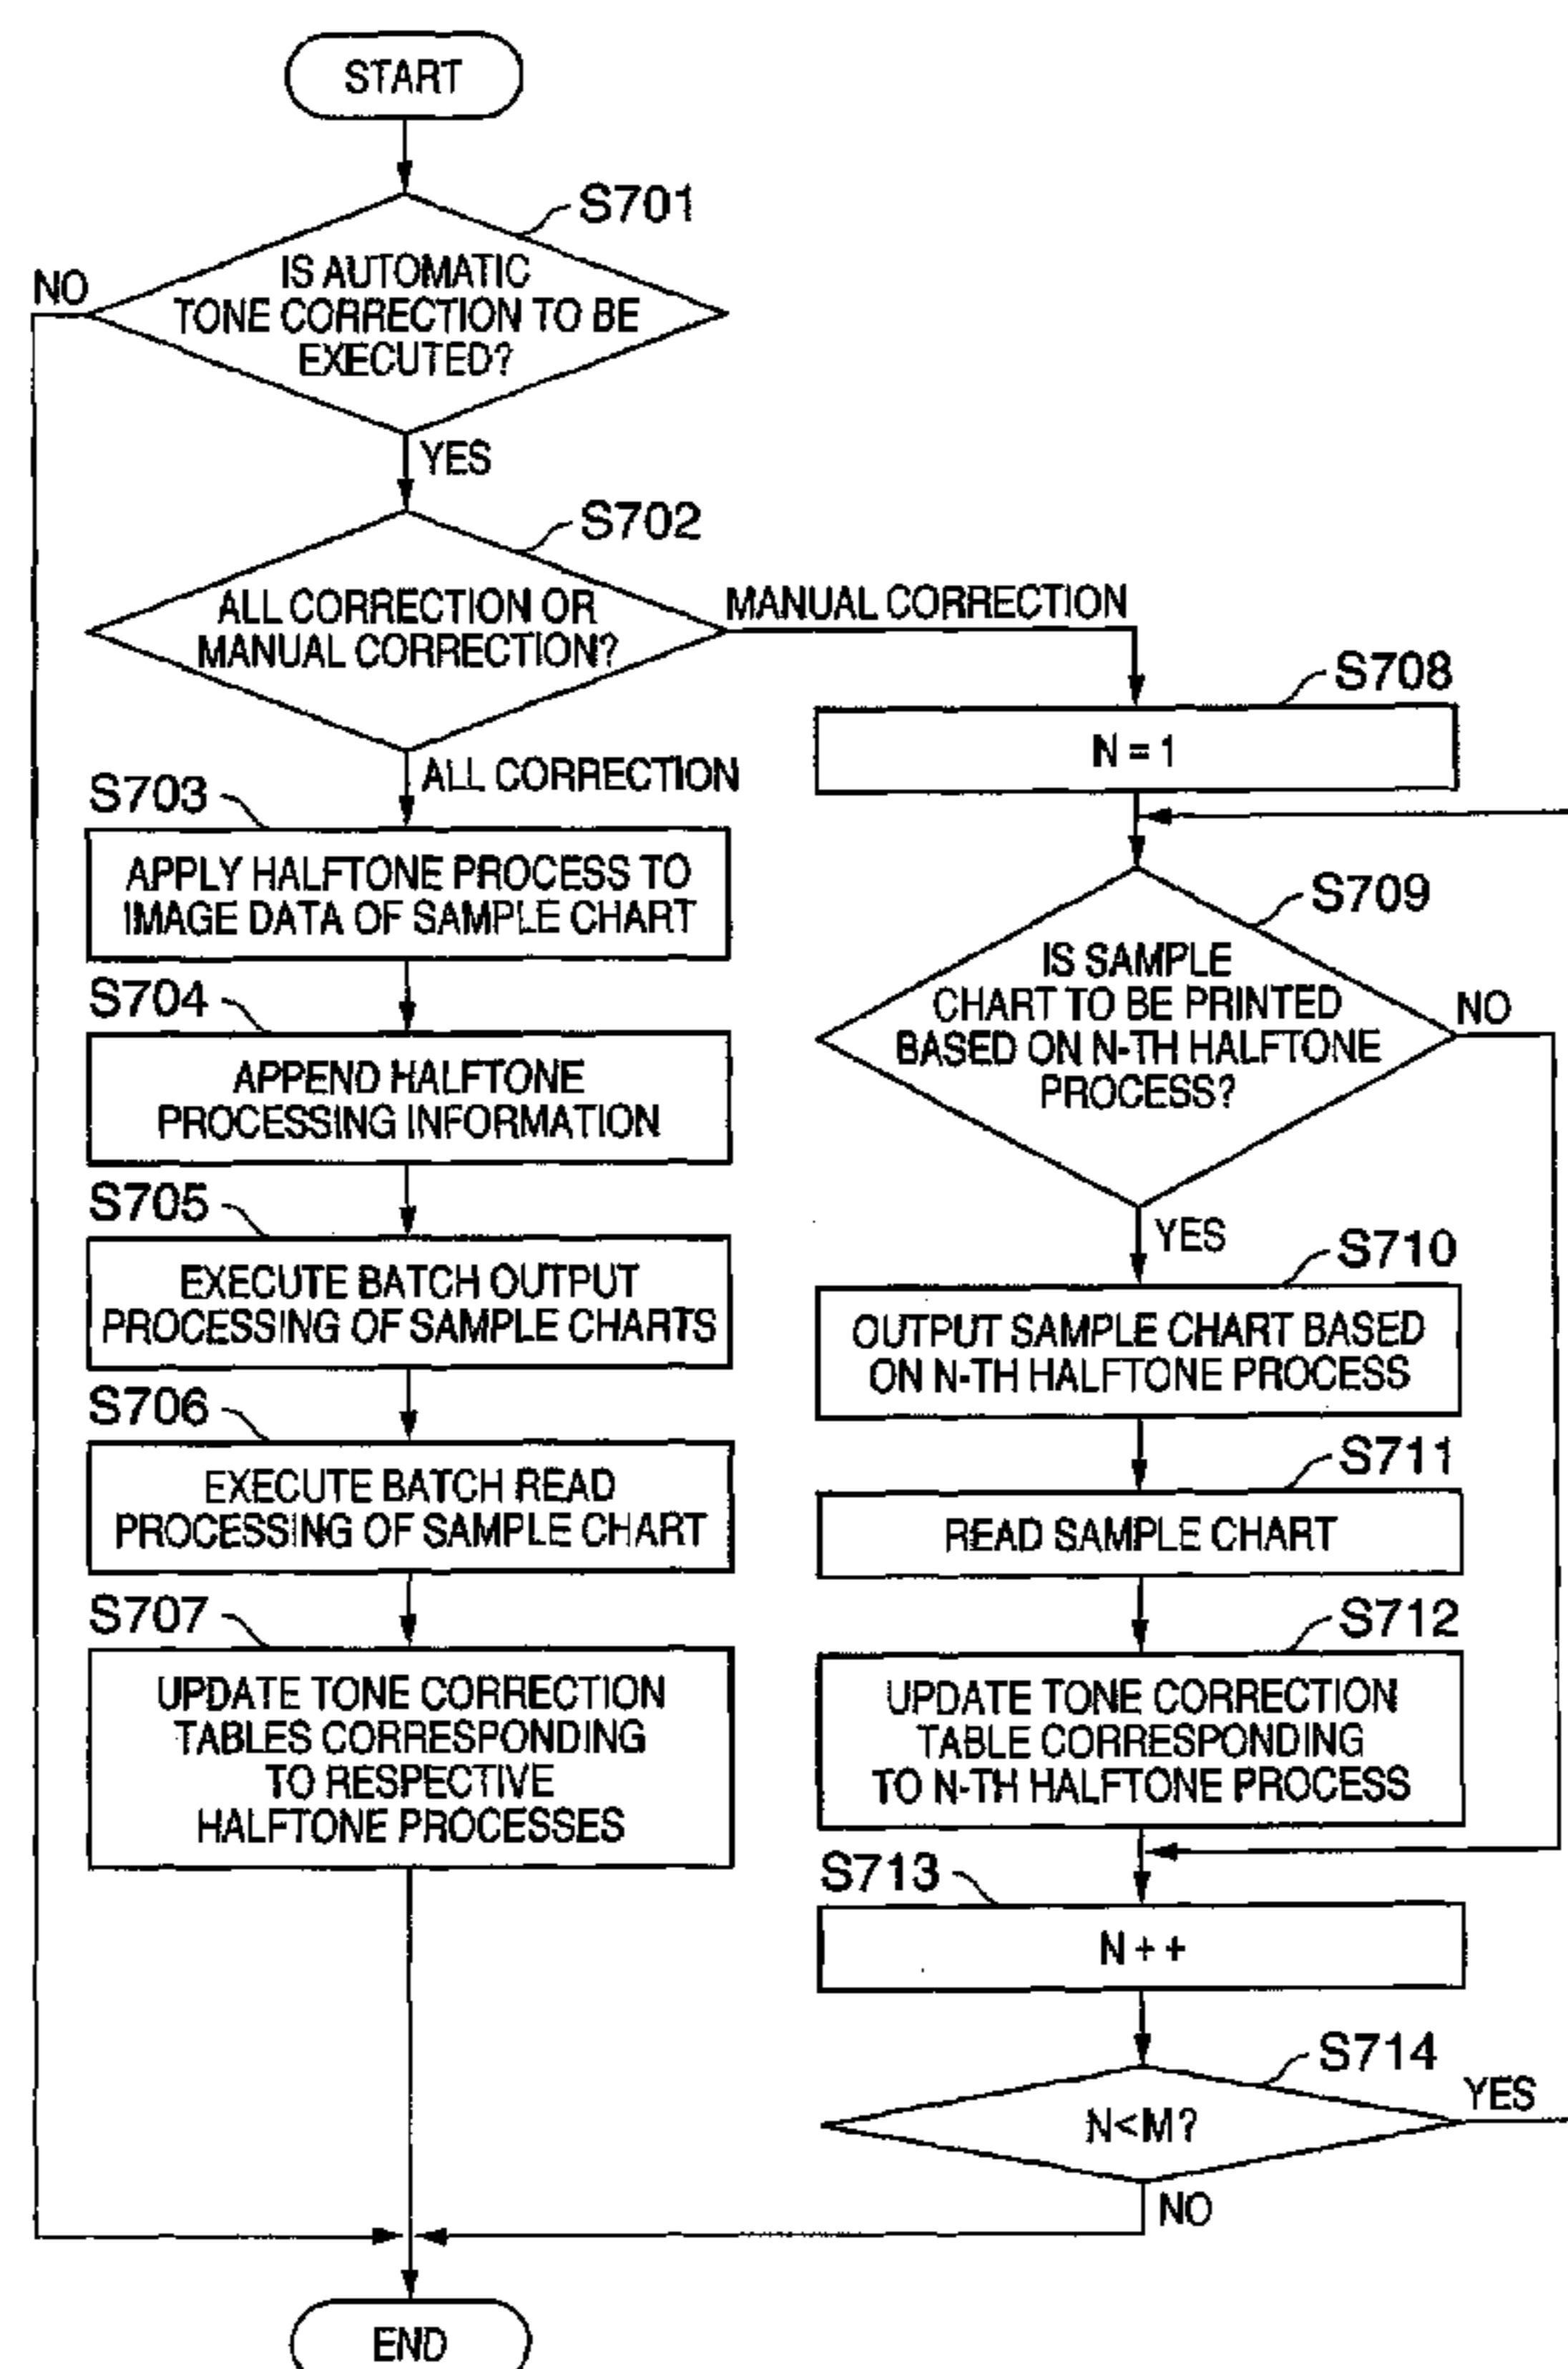 START
S701
IS AUTOMATIC
TONE CORRECTION TO BE
EXECUTED?
NO
YES
S702
ALL CORRECTION OR
MANUAL CORRECTION?
MANUAL CORRECTION
ALL CORRECTION
S703
APPLY HALFTONE PROCESS TO
IMAGE DATA OF SAMPLE CHART
S704
APPEND HALFTONE
PROCESSING INFORMATION
S705
EXECUTE BATCH OUTPUT
PROCESSING OF SAMPLE CHARTS
S706
EXECUTE BATCH READ
PROCESSING OF SAMPLE CHART
S707
UPDATE TONE CORRECTION
TABLES CORRESPONDING
TO RESPECTIVE
HALFTONE PROCESSES
S708
N = 1
S709
IS SAMPLE
CHART TO BE PRINTED
BASED ON N-TH HALFTONE
PROCESS?
NO
YES
S710
OUTPUT SAMPLE CHART BASED
ON N-TH HALFTONE PROCESS
S711
READ SAMPLE CHART
S712
UPDATE TONE CORRECTION
TABLE CORRESPONDING
TO N-TH HALFTONE PROCESS
S713
N + +
S714
N<M?
YES
NO
END